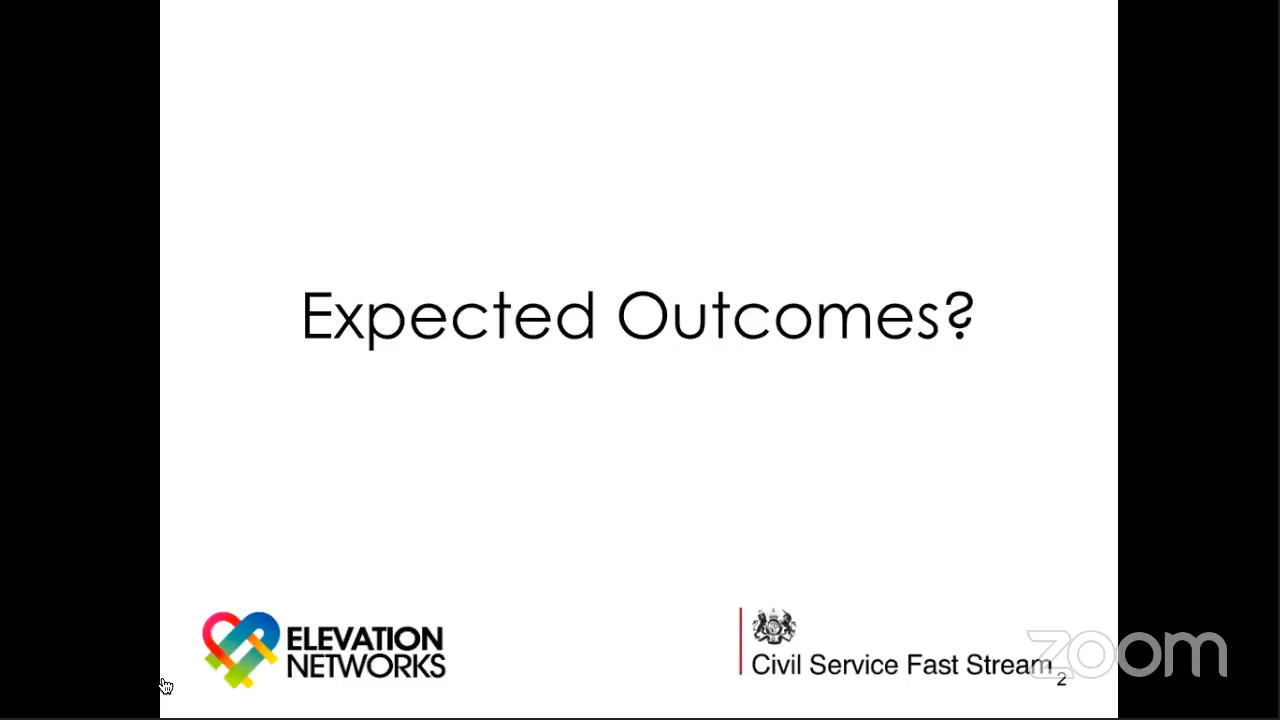 Expected Outcomes?
ELEVATION
NETWORKS
Civil Service Fast Stream
2
zoom